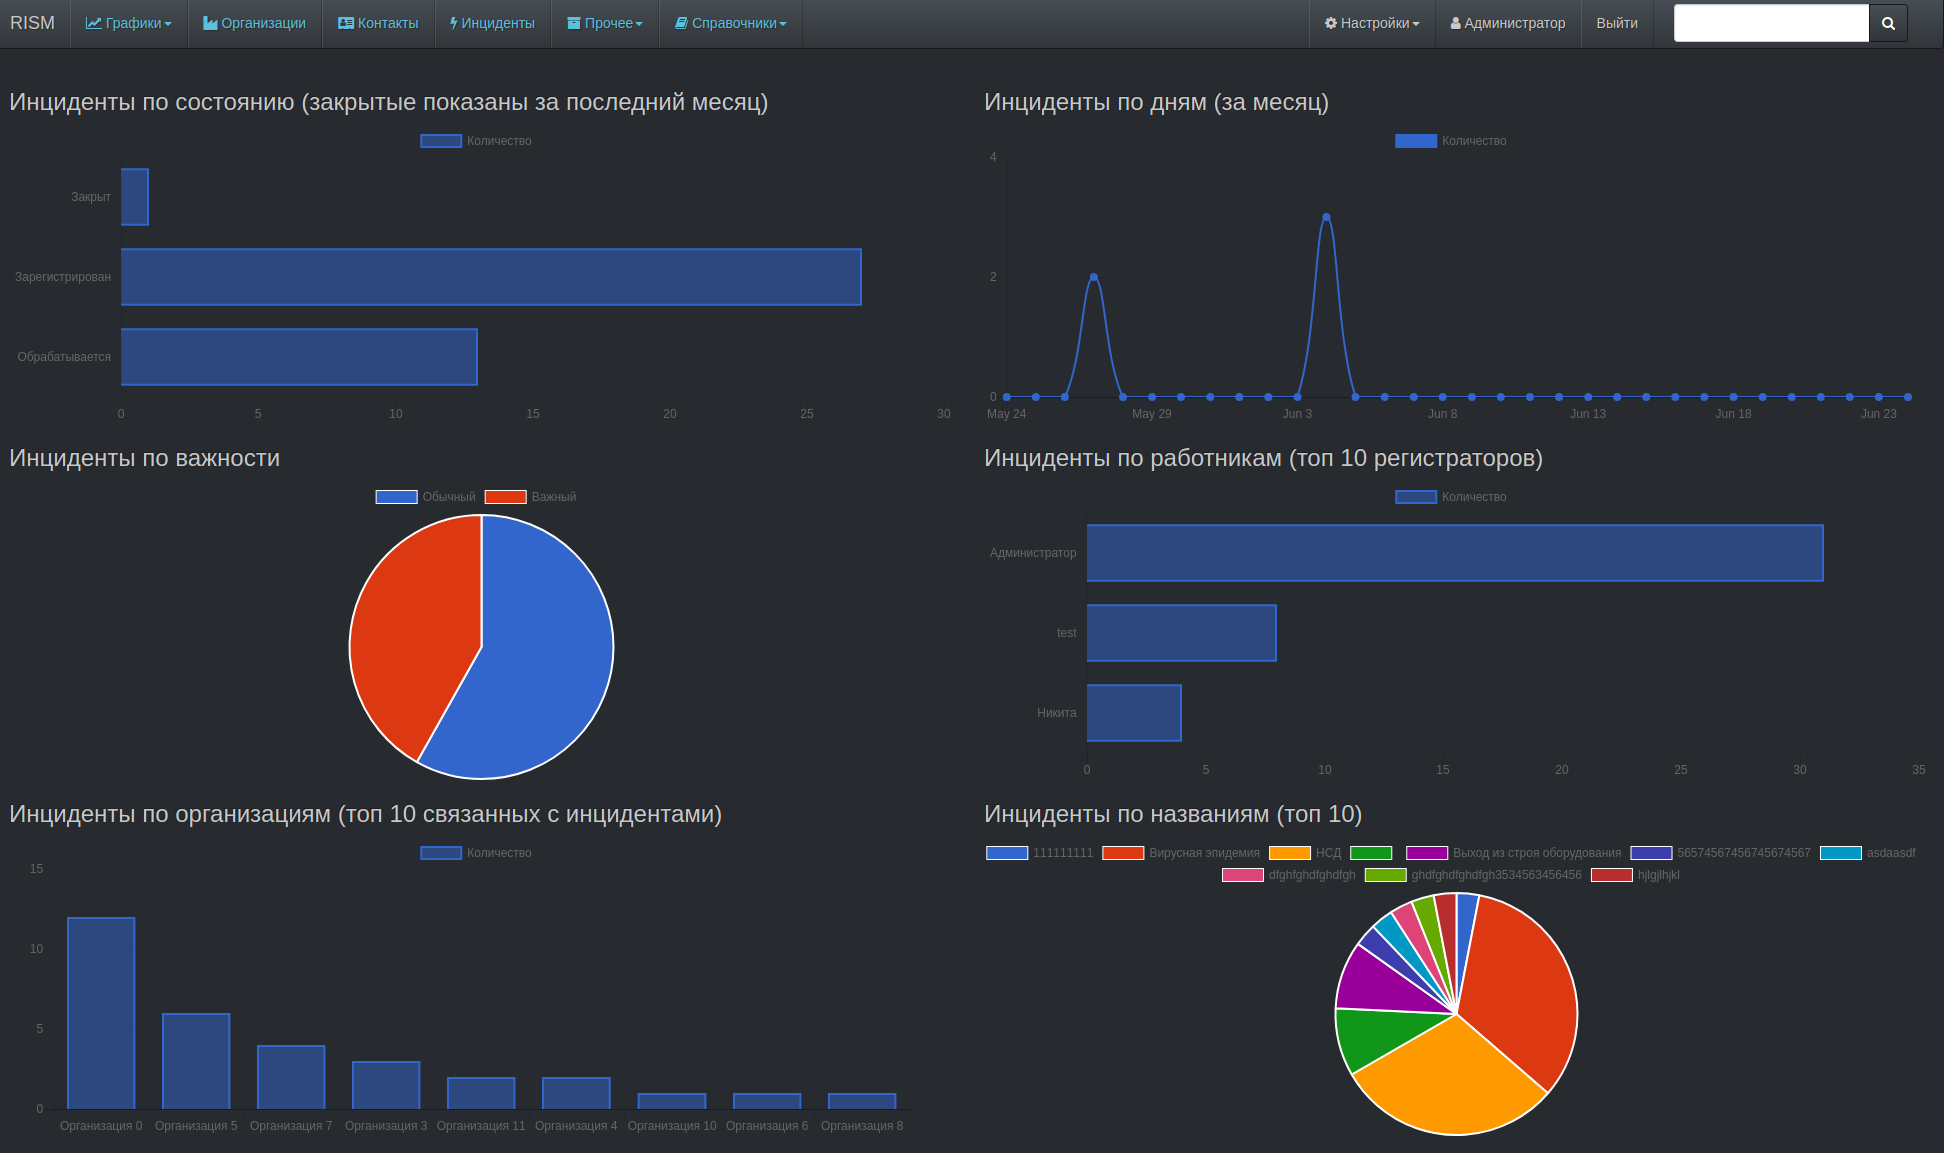 RISM Графики Организации Контакты Инциденты Прочее Справочники Настройки Администратор Выйти
Инциденты по состоянию (закрытые показаны за последний месяц)
Количество
Закрыт
Зарегистрирован
Обрабатывается
0 5 10 15 20 25 30
Инциденты по дням (за месяц)
Количество
4
2
0
May 24 May 29 Jun 3 Jun 8 Jun 13 Jun 18 Jun 23
Инциденты по важности
Обычный Важный
Инциденты по работникам (топ 10 регистраторов)
Количество
Администратор
test
Никита
0 5 10 15 20 25 30 35
Инциденты по организациям (топ 10 связанных с инцидентами)
Количество
15
10
5
0
Организация 0 Организация 5 Организация 7 Организация 3 Организация 11 Организация 4 Организация 10 Организация 6 Организация 8
Инциденты по названиям (топ 10)
111111111 Вирусная эпидемия НСД Выход из строя оборудования 56574567456745674567 asdaasdf
dfghfghdfghdfgh ghdfghdfghdfgh3534563456456 hjlgjlhjkl